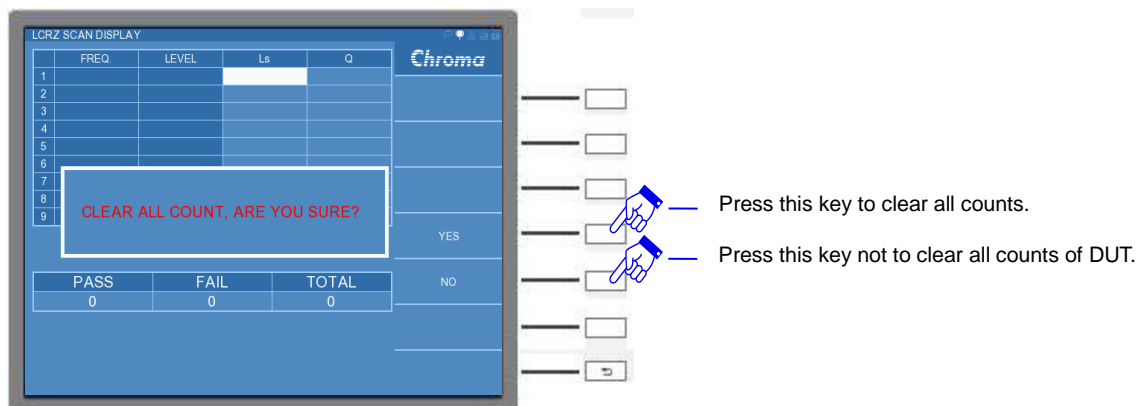 LCRZ SCAN DISPLAY
Chroma
FREQ. LEVEL Ls Q
1
2
3
4
5
6
7
8
9
CLEAR ALL COUNT, ARE YOU SURE?
YES
NO
PASS FAIL TOTAL
0 0 0
Press this key to clear all counts.
Press this key not to clear all counts of DUT.